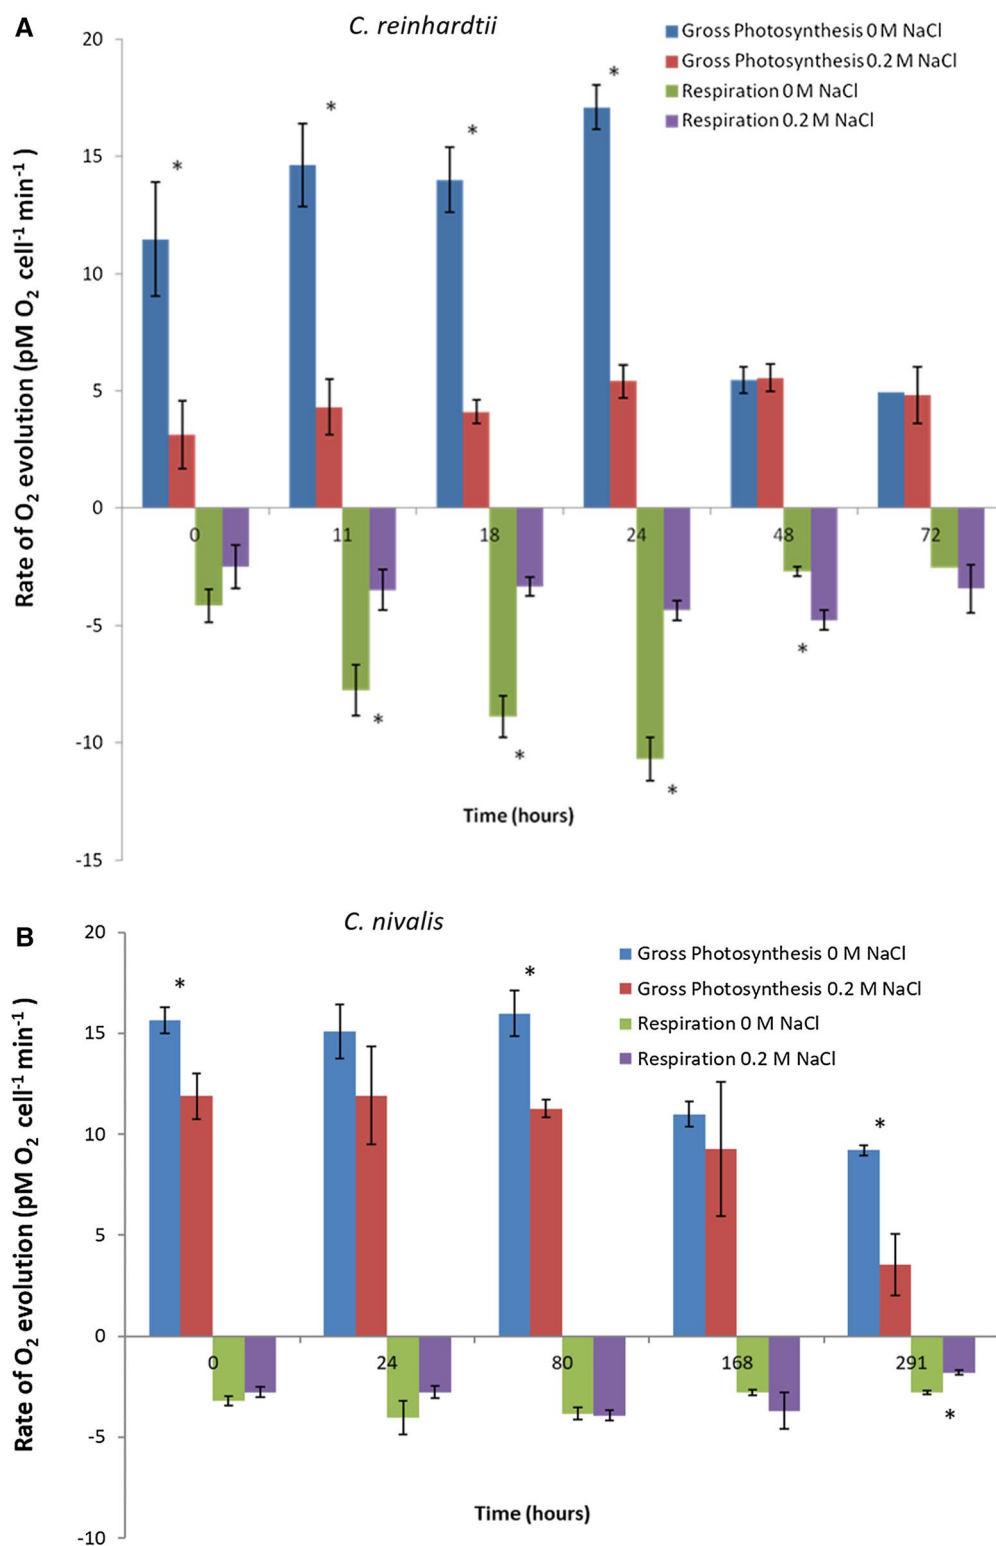 A
C. reinhardtii
Gross Photosynthesis 0 M NaCl
Gross Photosynthesis 0.2 M NaCl
Respiration 0 M NaCl
Respiration 0.2 M NaCl
Rate of O₂ evolution (pM O₂ cell⁻¹ min⁻¹ )
20
15
10
5
0
-5
-10
-15
*
*
*
*
0 11 18 24 48 72
*
*
*
*
Time (hours)
B
C. nivalis
Gross Photosynthesis 0 M NaCl
Gross Photosynthesis 0.2 M NaCl
Respiration 0 M NaCl
Respiration 0.2 M NaCl
Rate of O₂ evolution (pM O₂ cell⁻¹ min⁻¹ )
20
15
10
5
0
-5
-10
*
*
*
0 24 80 168 291
*
Time (hours)